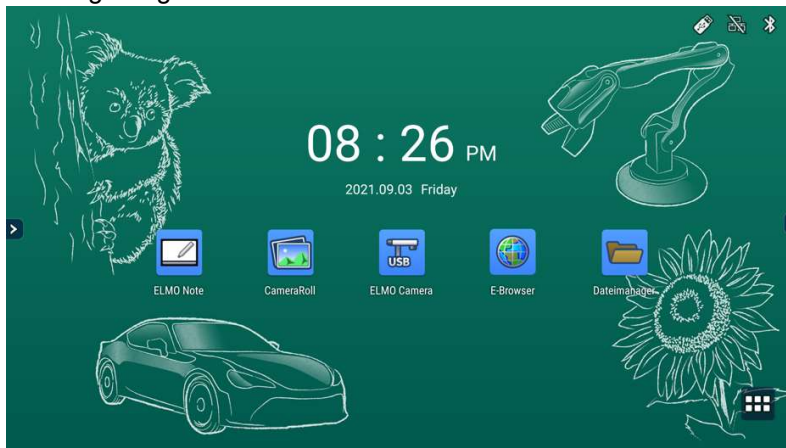 08 : 26 PM
2021.09.03 Friday
USB
ELMO Note
CameraRoll
ELMO Camera
E-Browser
Dateimanager